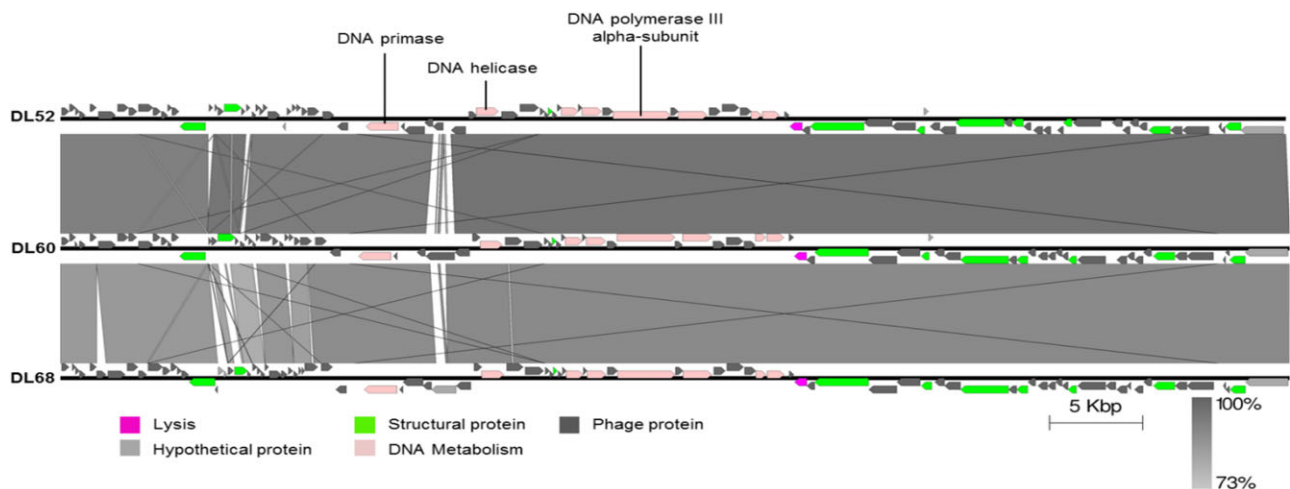 DNA polymerase III
alpha-subunit
DNA primase
DNA helicase
DL52
DL60
DL68
5 Kbp
100%
73%
Lysis
Structural protein
Phage protein
Hypothetical protein
DNA Metabolism